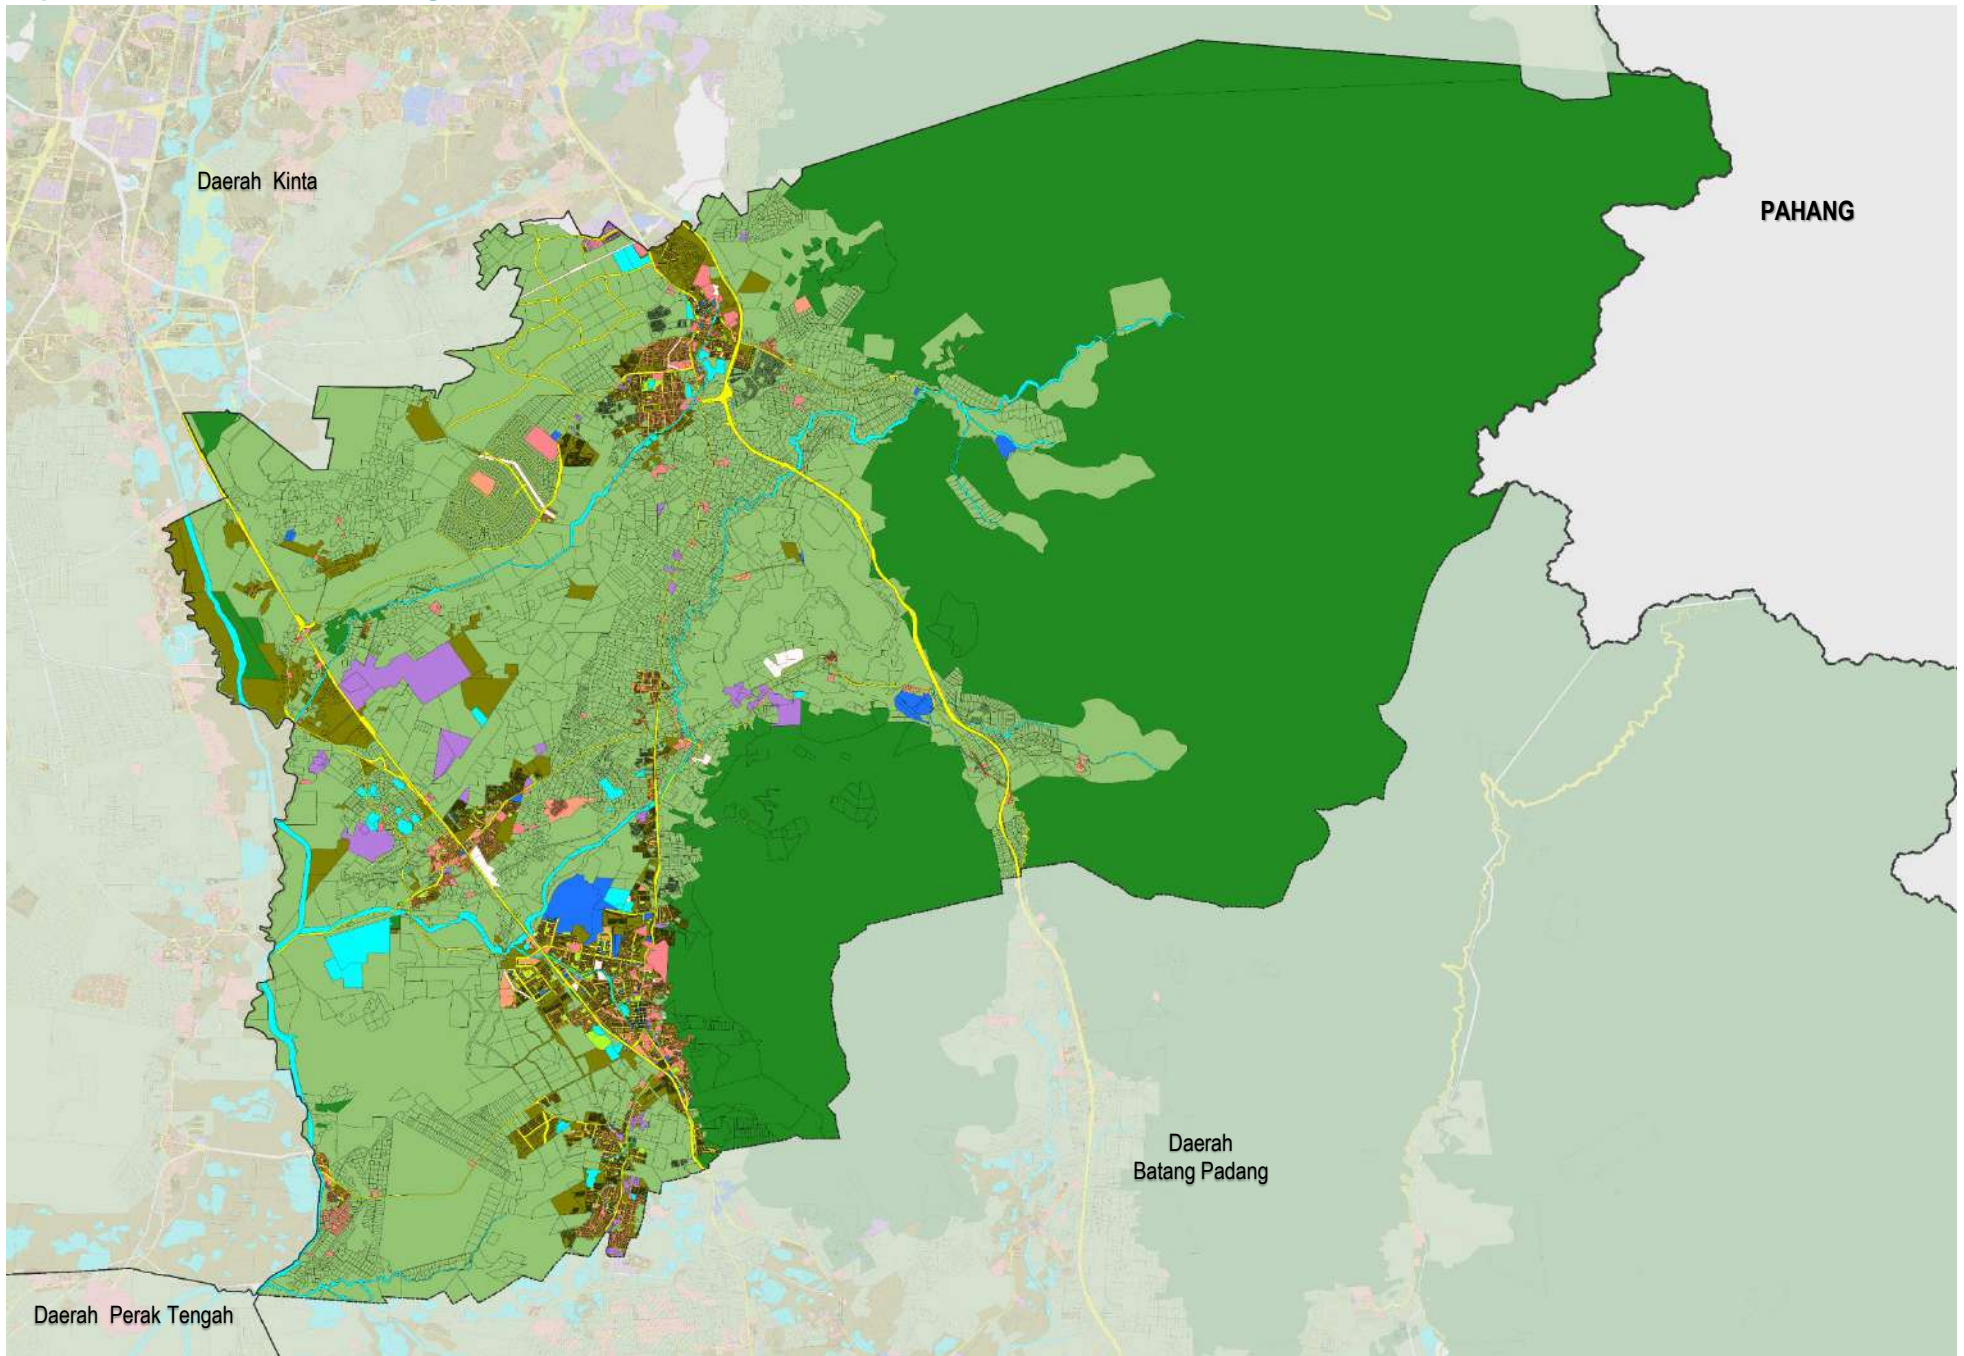 Daerah Kinta
PAHANG
Daerah
Batang Padang
Daerah Perak Tengah